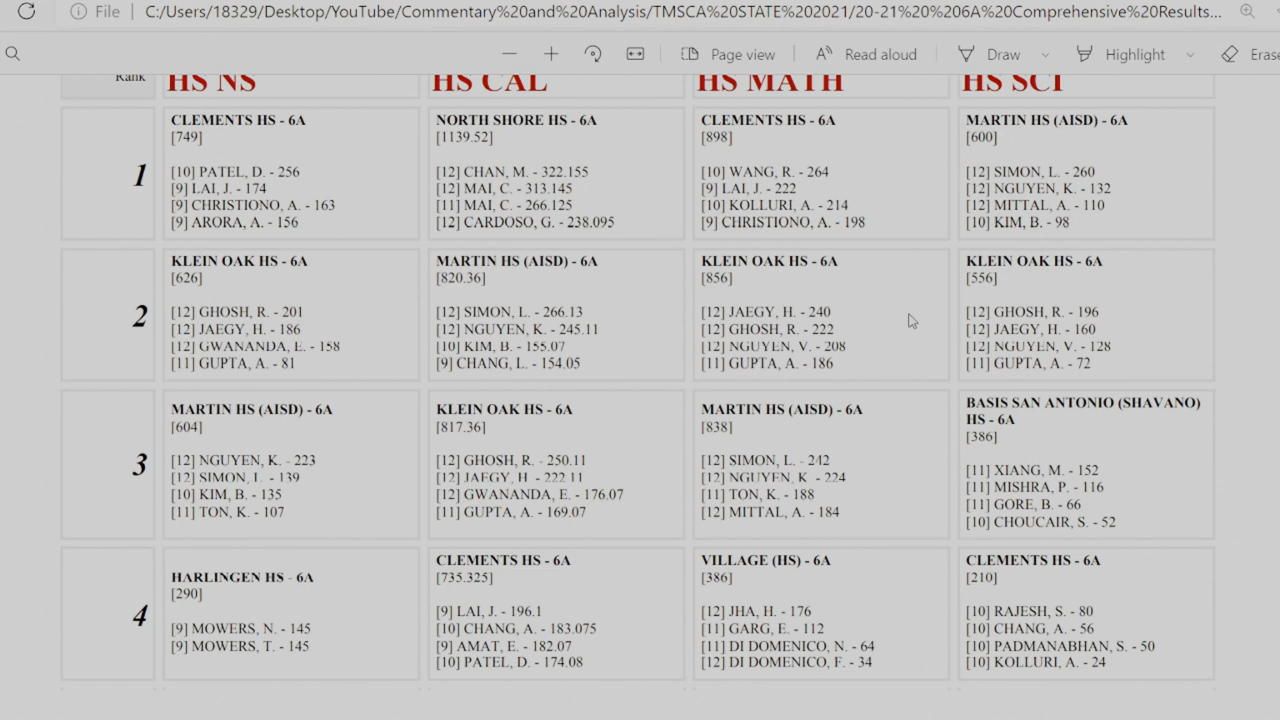 File C:/Users/18329/Desktop/YouTube/Commentary%20and%20Analysis/TMSCA%20STATE%202021/20-21%20%206A%20Comprehensive%20Results...
Page view Read aloud Draw Highlight Erase
Rank HS NS HS CAL HS MATH HS SCI
1
CLEMENTS HS - 6A
[749]
[10] PATEL, D. - 256
[9] LAI, J. - 174
[9] CHRISTIONO, A. - 163
[9] ARORA, A. - 156
NORTH SHORE HS - 6A
[1139.52]
[12] CHAN, M. - 322.155
[12] MAI, C. - 313.145
[11] MAI, C. - 266.125
[12] CARDOSO, G. - 238.095
CLEMENTS HS - 6A
[898]
[10] WANG, R. - 264
[9] LAI, J. - 222
[10] KOLLURI, A. - 214
[9] CHRISTIONO, A. - 198
MARTIN HS (AISD) - 6A
[600]
[12] SIMON, L. - 260
[12] NGUYEN, K. - 132
[12] MITTAL, A. - 110
[10] KIM, B. - 98
2
KLEIN OAK HS - 6A
[626]
[12] GHOSH, R. - 201
[12] JAEGY, H. - 186
[12] GWANANDA, E. - 158
[11] GUPTA, A. - 81
MARTIN HS (AISD) - 6A
[820.36]
[12] SIMON, L. - 266.13
[12] NGUYEN, K. - 245.11
[10] KIM, B. - 155.07
[9] CHANG, L. - 154.05
KLEIN OAK HS - 6A
[856]
[12] JAEGY, H. - 240
[12] GHOSH, R. - 222
[12] NGUYEN, V. - 208
[11] GUPTA, A. - 186
KLEIN OAK HS - 6A
[556]
[12] GHOSH, R. - 196
[12] JAEGY, H. - 160
[12] NGUYEN, V. - 128
[11] GUPTA, A. - 72
3
MARTIN HS (AISD) - 6A
[604]
[12] NGUYEN, K. - 223
[12] SIMON, L. - 139
[10] KIM, B. - 135
[11] TON, K. - 107
KLEIN OAK HS - 6A
[817.36]
[12] GHOSH, R. - 250.11
[12] JAEGY, H. - 222.11
[12] GWANANDA, E. - 176.07
[11] GUPTA, A. - 169.07
MARTIN HS (AISD) - 6A
[838]
[12] SIMON, L. - 242
[12] NGUYEN, K. - 224
[11] TON, K. - 188
[12] MITTAL, A. - 184
BASIS SAN ANTONIO (SHAVANO)
HS - 6A
[386]
[11] XIANG, M. - 152
[11] MISHRA, P. - 116
[11] GORE, B. - 66
[10] CHOUCAIR, S. - 52
4
HARLINGEN HS - 6A
[290]
[9] MOWERS, N. - 145
[9] MOWERS, T. - 145
CLEMENTS HS - 6A
[735.325]
[9] LAI, J. - 196.1
[10] CHANG, A. - 183.075
[9] AMAT, E. - 182.07
[10] PATEL, D. - 174.08
VILLAGE (HS) - 6A
[386]
[12] JHA, H. - 176
[11] GARG, E. - 112
[11] DI DOMENICO, N. - 64
[12] DI DOMENICO, F. - 34
CLEMENTS HS - 6A
[210]
[10] RAJESH, S. - 80
[10] CHANG, A. - 56
[10] PADMANABHAN, S. - 50
[10] KOLLURI, A. - 24